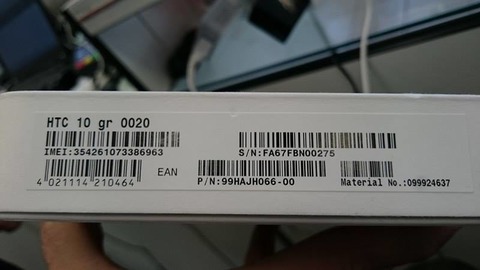 HTC 10 gr 0020
IMEI:354261073386963
S/N:FA67FBN00275
4 021114 210464
EAN
P/N:99HAJH066-00
Material No.:099924637